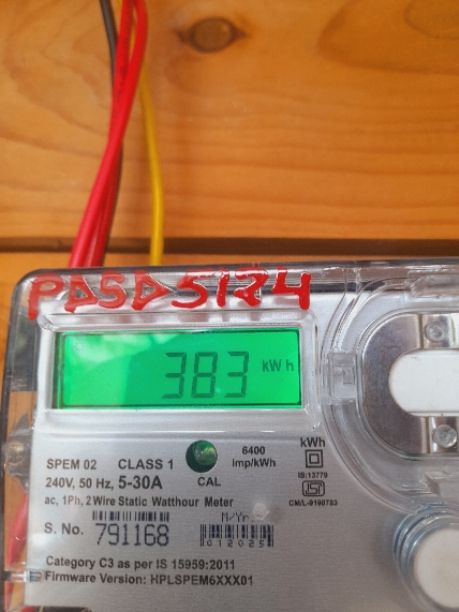 PDSD5124
383 kWh
SPEM 02 CLASS 1 6400 imp/kWh kWh
240V, 50 Hz, 5-30A CAL IS:13779
ac, 1Ph, 2 Wire Static Watthour Meter CM/L-9190783
S. No. 791168 M/Yr
012025
Category C3 as per IS 15959:2011
Firmware Version: HPLSPEM6XXX01